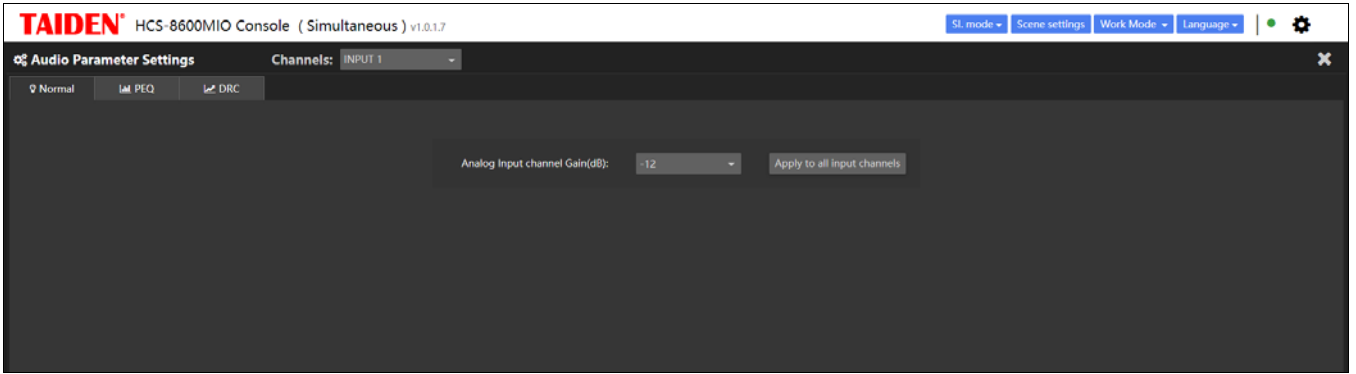 TAIDEN® HCS-8600MIO Console ( Simultaneous ) v1.0.1.7 SI. mode Scene settings Work Mode Language
Audio Parameter Settings Channels: INPUT 1
Normal PEQ DRC
Analog Input channel Gain(dB): -12 Apply to all input channels